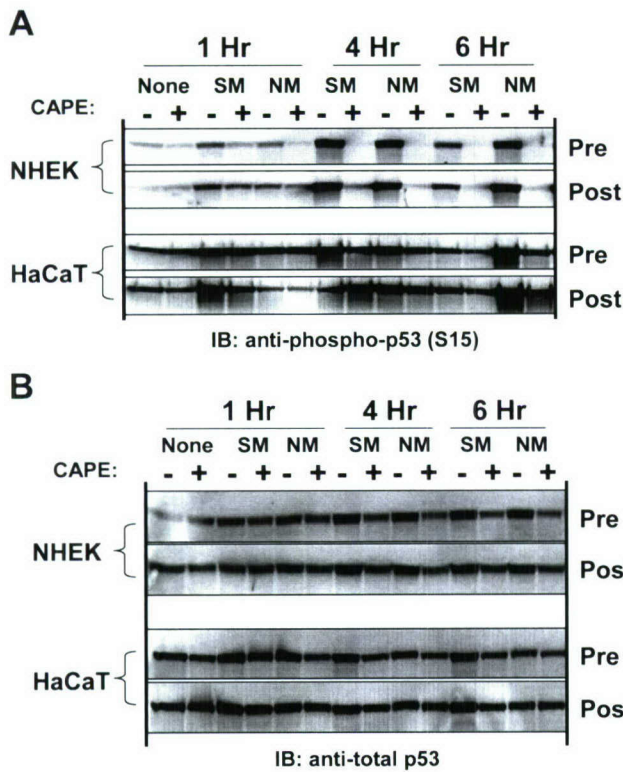 A
1 Hr 4 Hr 6 Hr
None SM NM SM NM SM NM
CAPE: - + - + - + - + - + - + - +
NHEK
Pre
Post
HaCaT
Pre
Post
IB: anti-phospho-p53 (S15)
B
1 Hr 4 Hr 6 Hr
None SM NM SM NM SM NM
CAPE: - + - + - + - + - + - + - +
NHEK
Pre
Pos
HaCaT
Pre
Pos
IB: anti-total p53